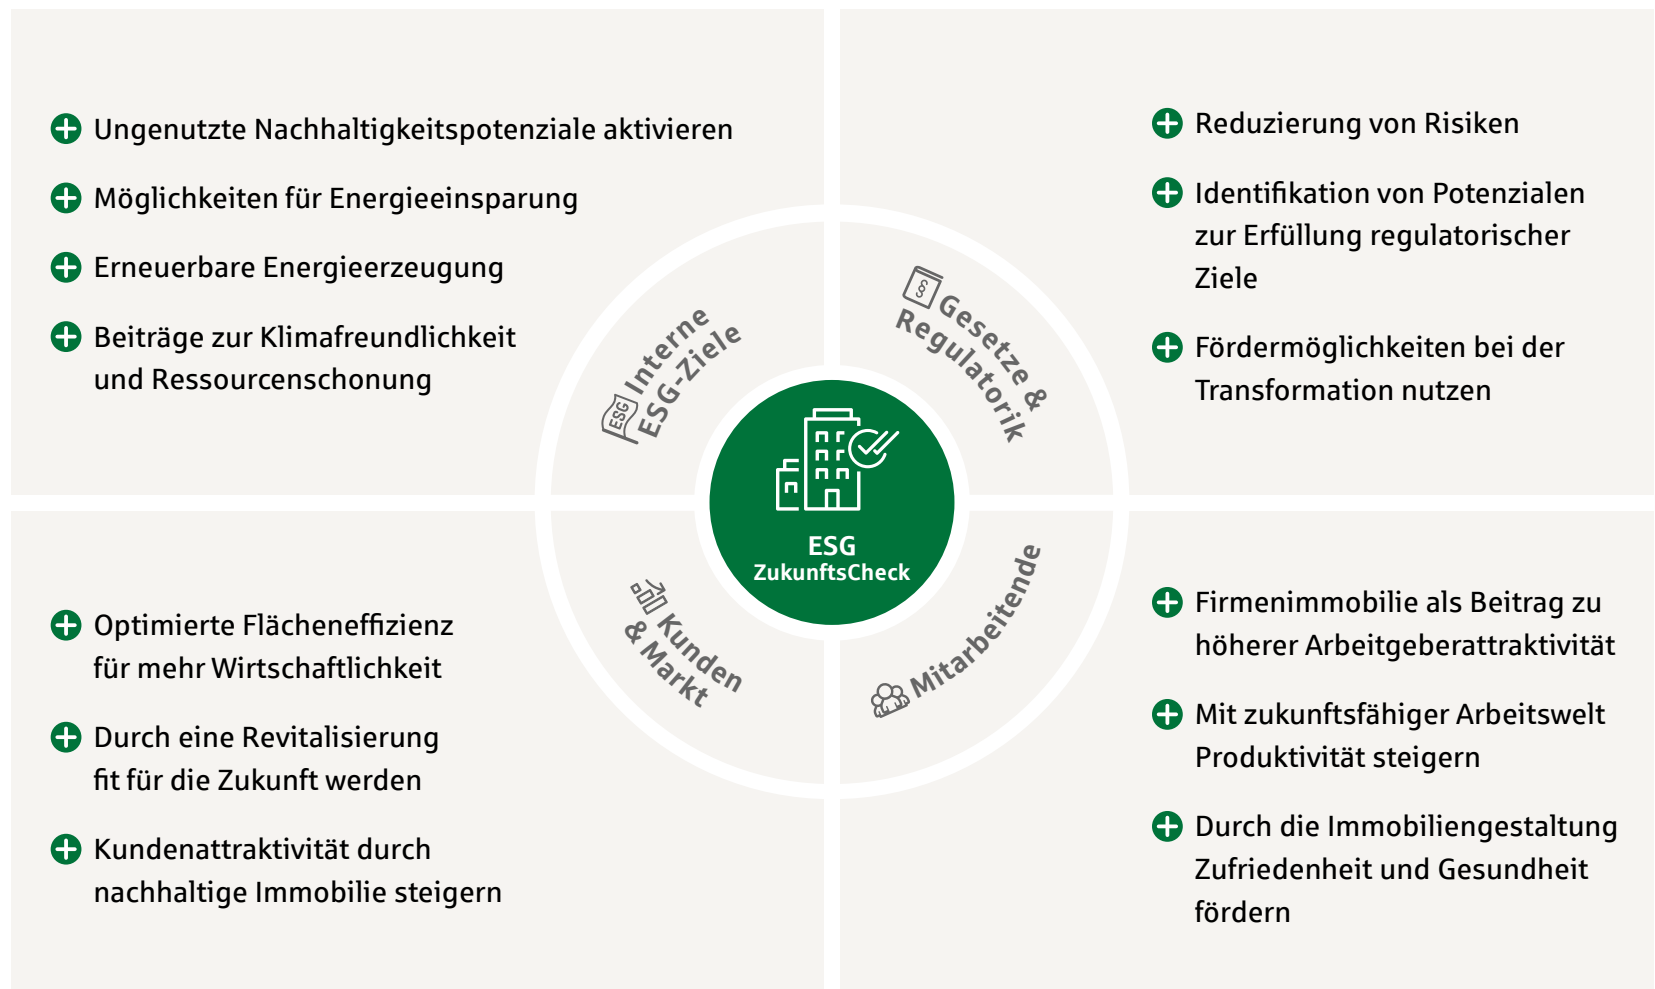 Ungenutzte Nachhaltigkeitspotenziale aktivieren
Möglichkeiten für Energieeinsparung
Erneuerbare Energieerzeugung
Beiträge zur Klimafreundlichkeit
und Ressourcenschonung
Reduzierung von Risiken
Identifikation von Potenzialen
zur Erfüllung regulatorischer
Ziele
Fördermöglichkeiten bei der
Transformation nutzen
ESG
Interne
ESG-Ziele
§
Gesetze &
Regulatorik
ESG
ZukunftsCheck
Kunden
& Markt
Mitarbeitende
Optimierte Flächeneffizienz
für mehr Wirtschaftlichkeit
Durch eine Revitalisierung
fit für die Zukunft werden
Kundenattraktivität durch
nachhaltige Immobilie steigern
Firmenimmobilie als Beitrag zu
höherer Arbeitgeberattraktivität
Mit zukunftsfähiger Arbeitswelt
Produktivität steigern
Durch die Immobiliengestaltung
Zufriedenheit und Gesundheit
fördern